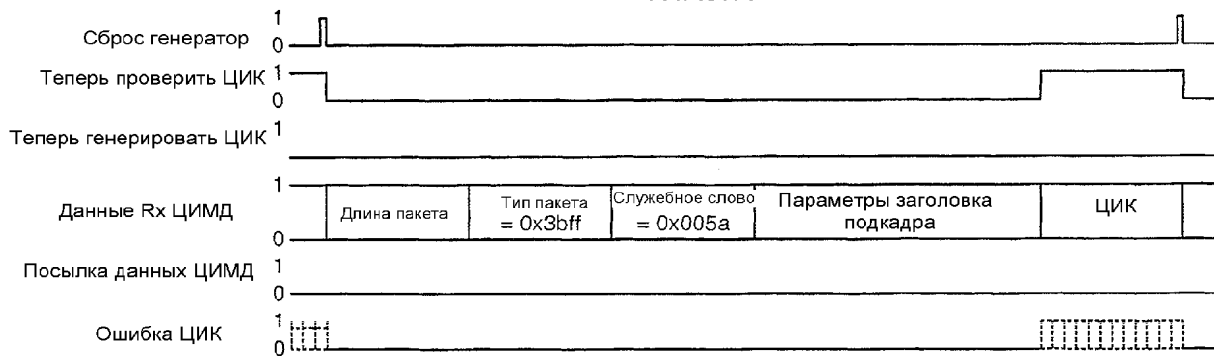 1
Сброс генератор
0
Теперь проверить ЦИК 1
0
Теперь генерировать ЦИК 1
1
Данные Rx ЦИМД
Длина пакета
Тип пакета
= 0x3bff
Служебное слово
= 0x005a
Параметры заголовка
подкадра
ЦИК
0
Посылка данных ЦИМД 1
0
Ошибка ЦИК 1
0